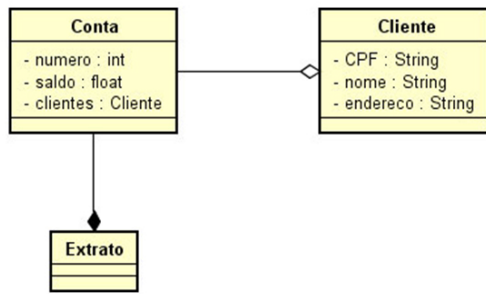 Conta
- numero : int
- saldo : float
- clientes : Cliente
Cliente
- CPF : String
- nome : String
- endereco : String
Extrato